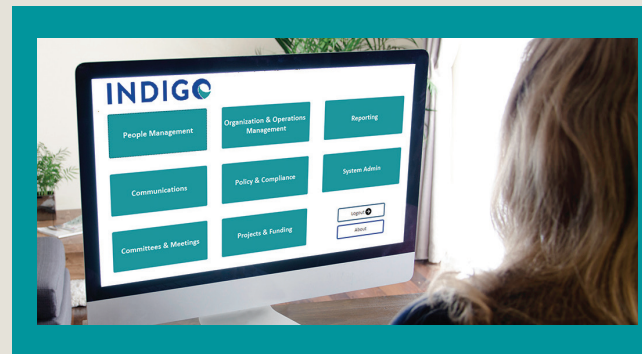 INDIGO
People Management
Organization & Operations
Management
Reporting
Communications
Policy & Compliance
System Admin
Committees & Meetings
Projects & Funding
Logout
About